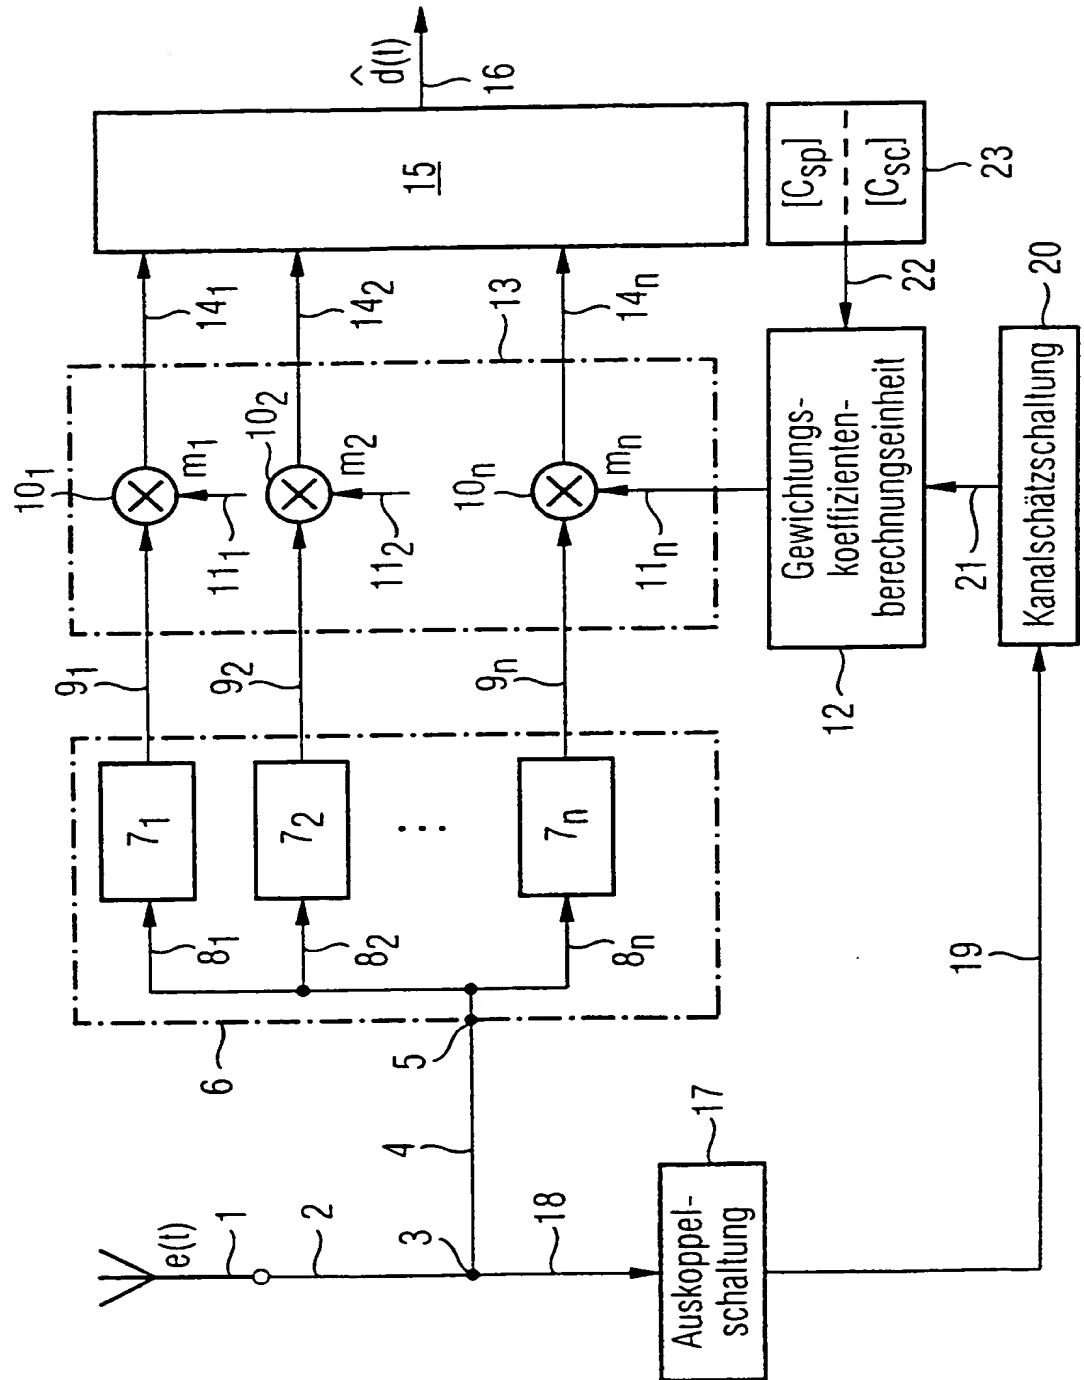 e(t)
1
2
3
4
5
6
7₁
7₂
...
7ₙ
8₁
8₂
8ₙ
9₁
9₂
9ₙ
10₁
10₂
10ₙ
m₁
m₂
mₙ
11₁
11₂
11ₙ
13
14₁
14₂
14ₙ
15
d̂(t)
16
Auskoppel-
schaltung
17
18
19
Kanalschätzschaltung
20
21
Gewichtungs-
koeffizienten-
berechnungseinheit
12
22
[Cₛₚ]
[C_sc]
23